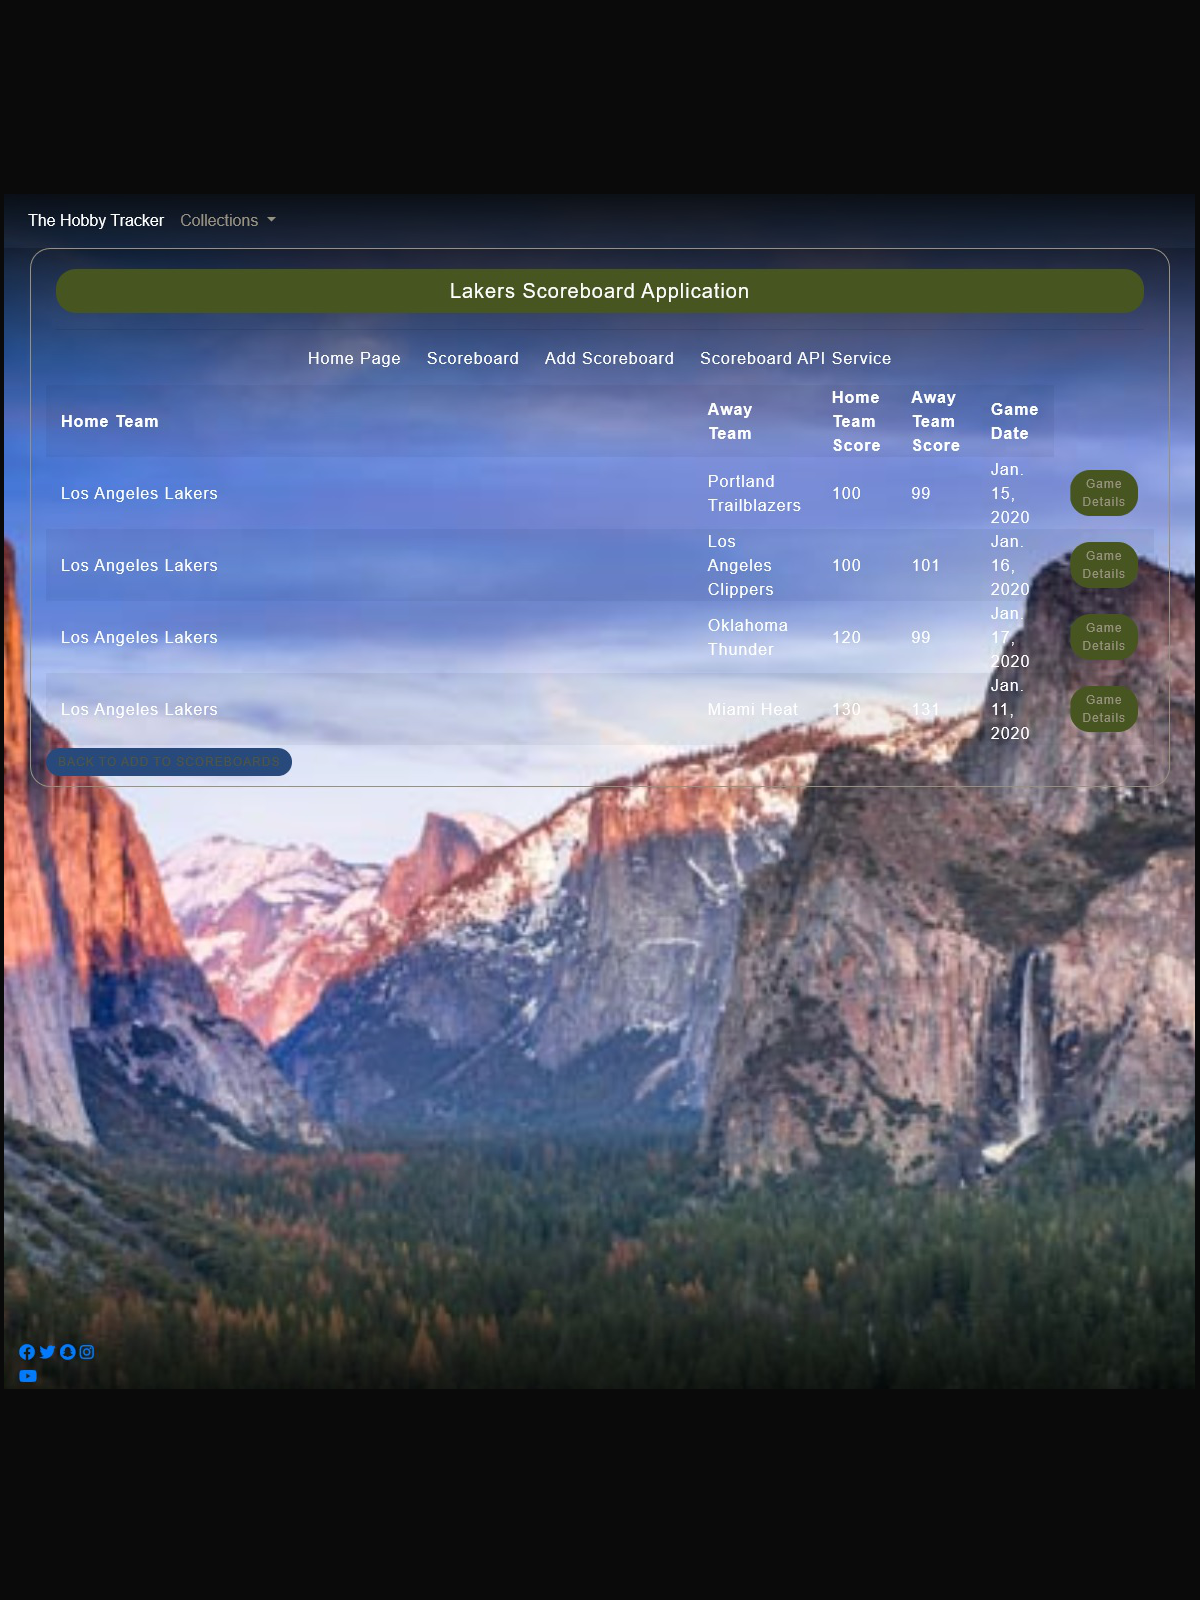 The Hobby Tracker Collections
Lakers Scoreboard Application
Home Page Scoreboard Add Scoreboard Scoreboard API Service
Home Team
Away
Team
Home
Team
Score
Away
Team
Score
Game
Date
Los Angeles Lakers
Portland
Trailblazers
100
99
Jan.
15,
2020
Game
Details
Los Angeles Lakers
Los
Angeles
Clippers
100
101
Jan.
16,
2020
Game
Details
Los Angeles Lakers
Oklahoma
Thunder
120
99
Jan.
17,
2020
Game
Details
Los Angeles Lakers
Miami Heat
130
131
Jan.
11,
2020
Game
Details
BACK TO ADD TO SCOREBOARDS